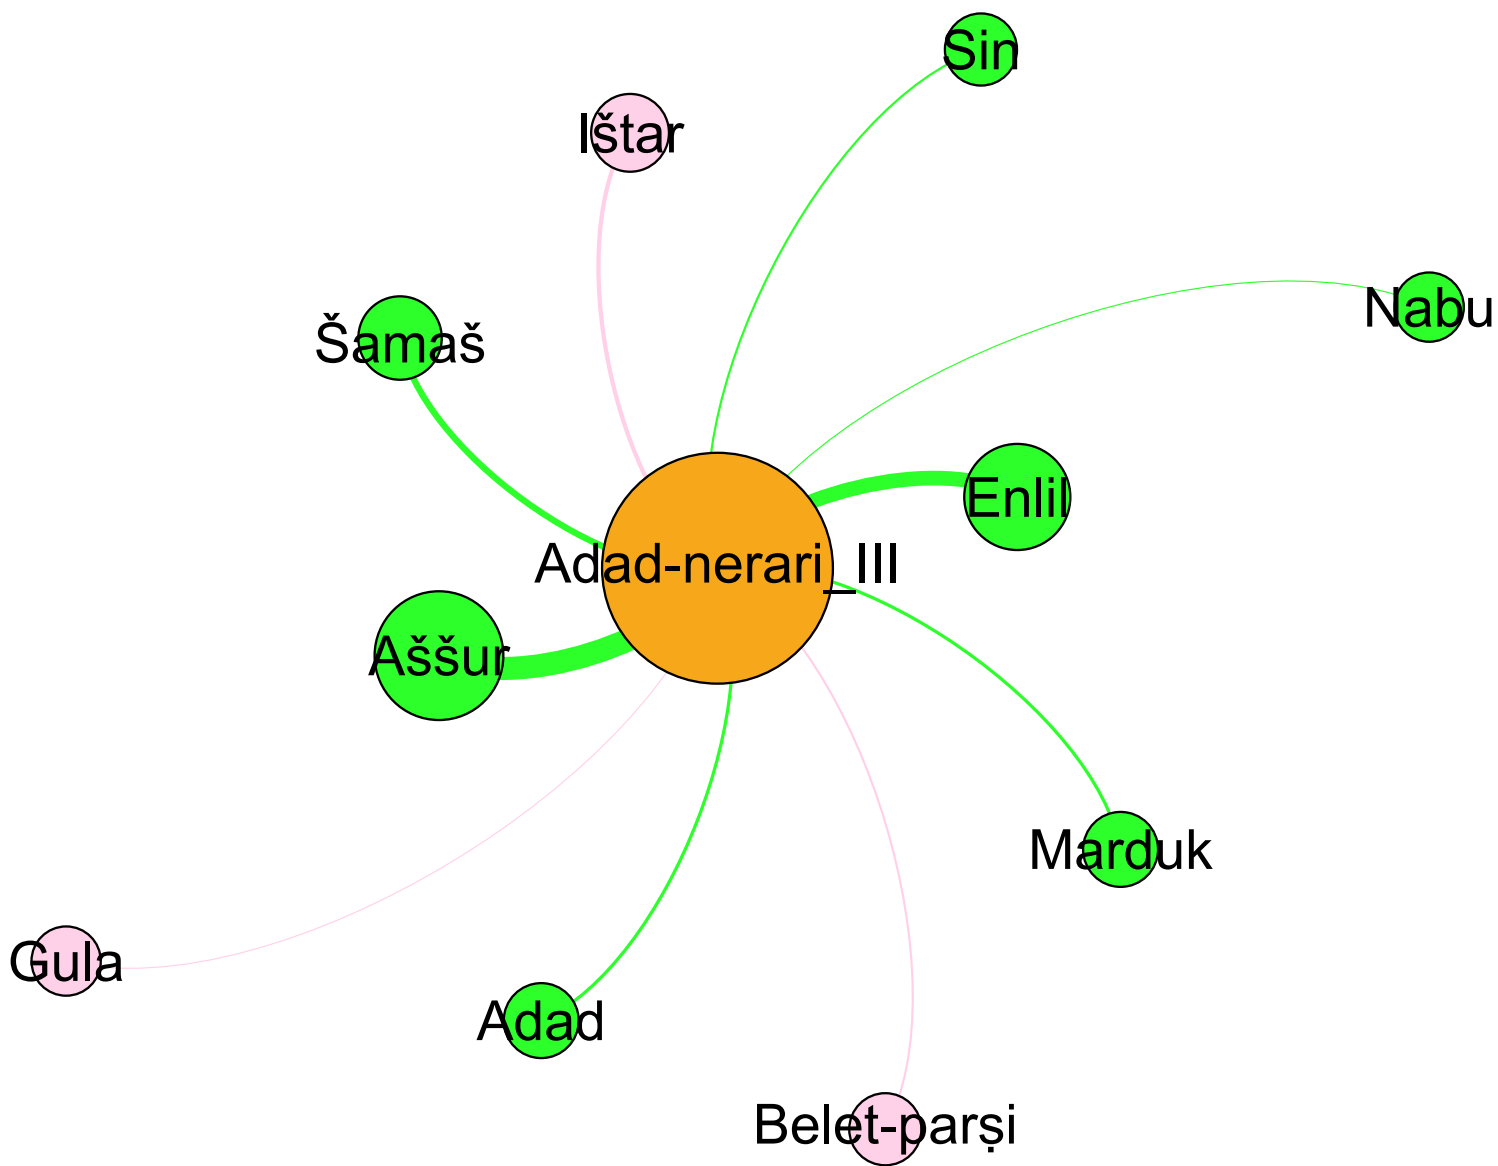 Sin
Ištar
Nabu
Šamaš
Enlil
Adad-nerari_III
Aššur
Marduk
Gula
Adad
Belet-parṣi